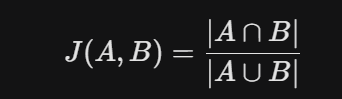 J(A, B) = |A ∩ B| / |A ∪ B|